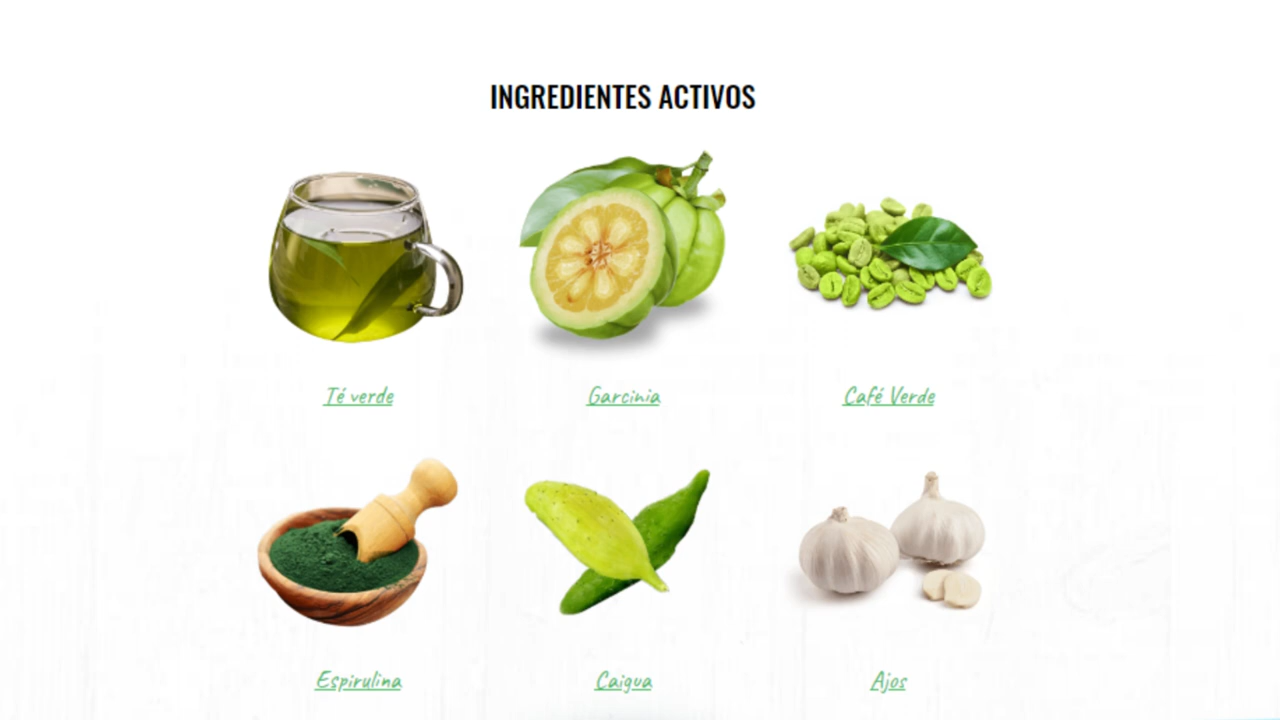 INGREDIENTES ACTIVOS
Té verde
Garcinia
Café Verde
Espirulina
Caigua
Ajos